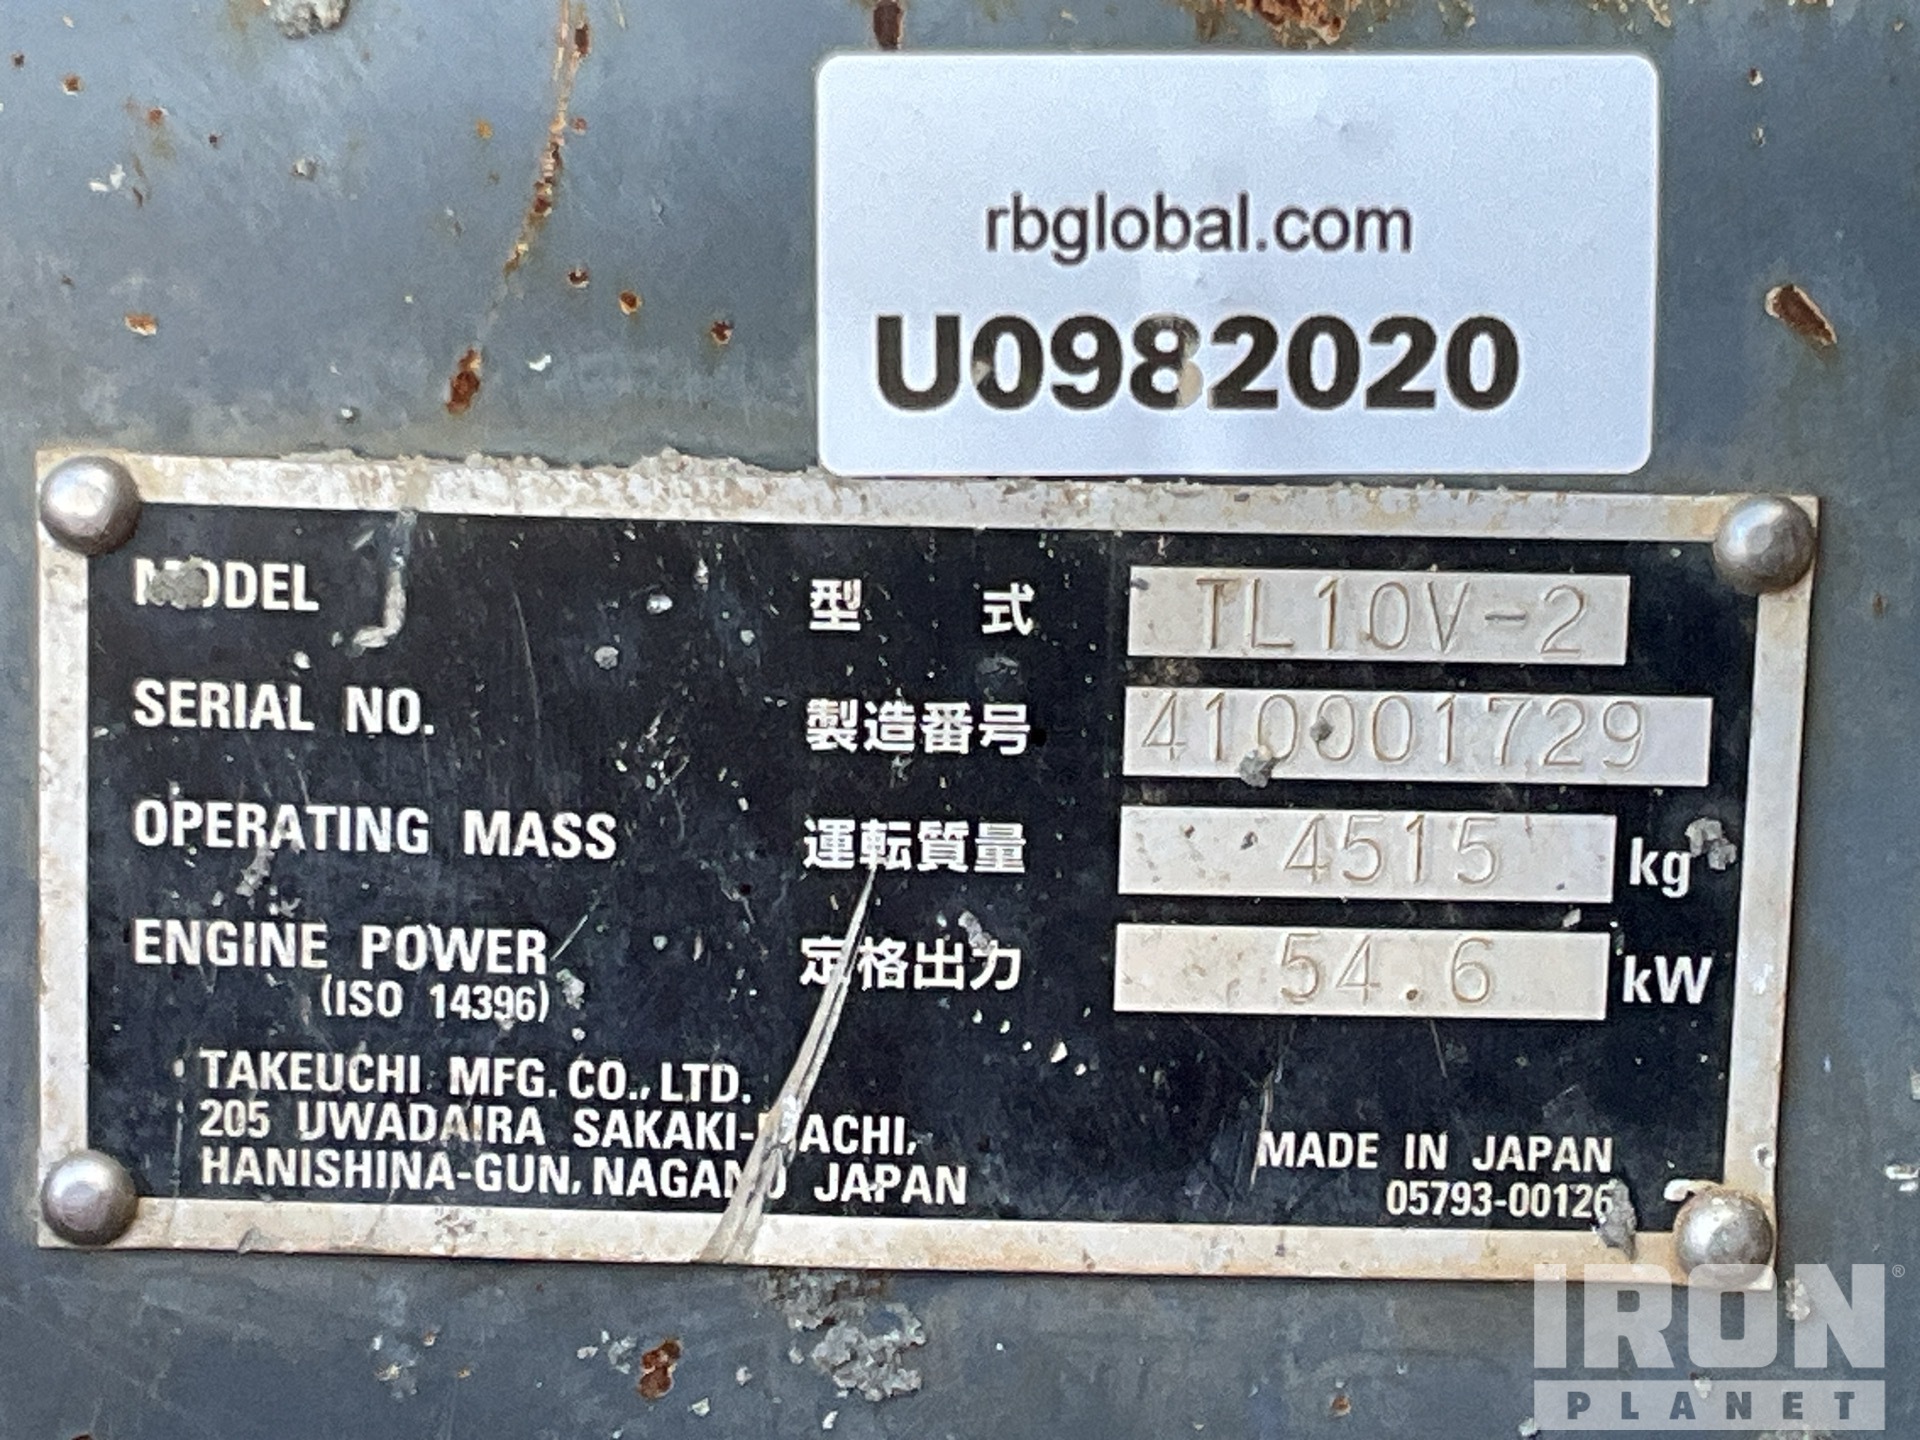 rbglobal.com
U0982020
MODEL 型式 TL10V-2
SERIAL NO. 製造番号 410001729
OPERATING MASS 運転質量 4515 kg
ENGINE POWER 定格出力 54.6 kW
(ISO 14396)
TAKEUCHI MFG. CO., LTD.
205 UWADAIRA SAKAKI-MACHI,
HANISHINA-GUN, NAGANO JAPAN
MADE IN JAPAN
05793-00126
IRON ®
PLANET